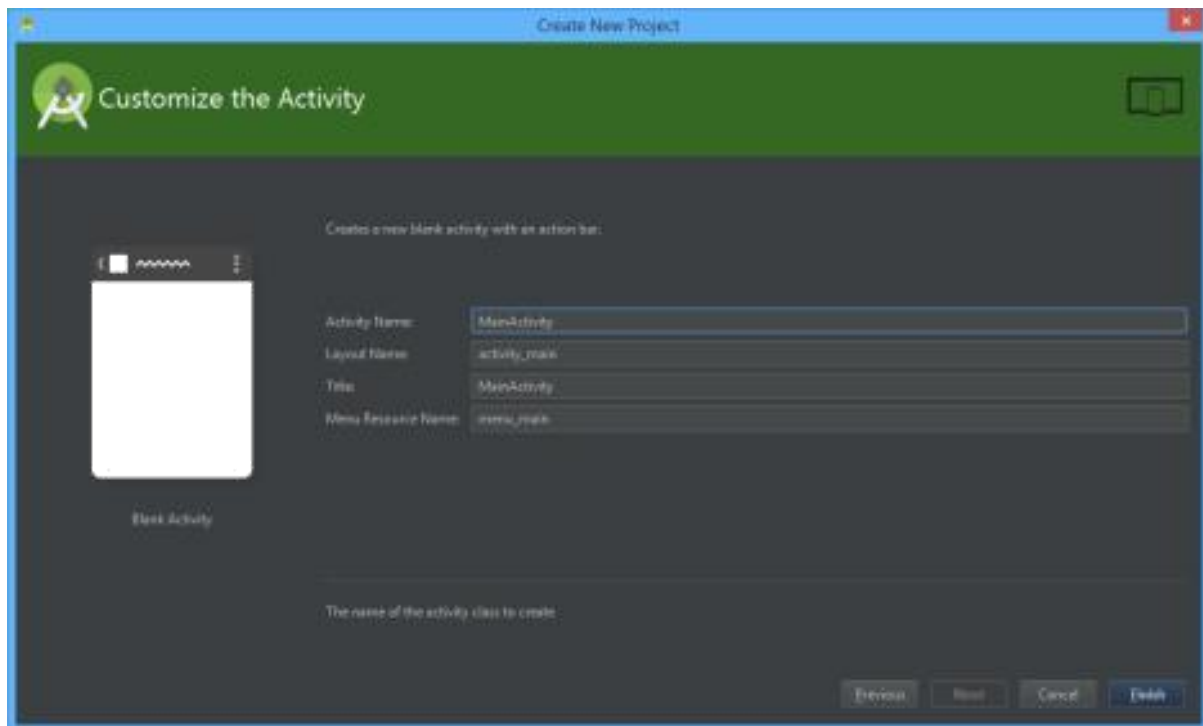 Create New Project
Customize the Activity
Creates a new blank activity with an action bar.
Activity Name: MainActivity
Layout Name: activity_main
Title: MainActivity
Menu Resource Name: menu_main
Blank Activity
The name of the activity class to create
Previous Next Cancel Finish